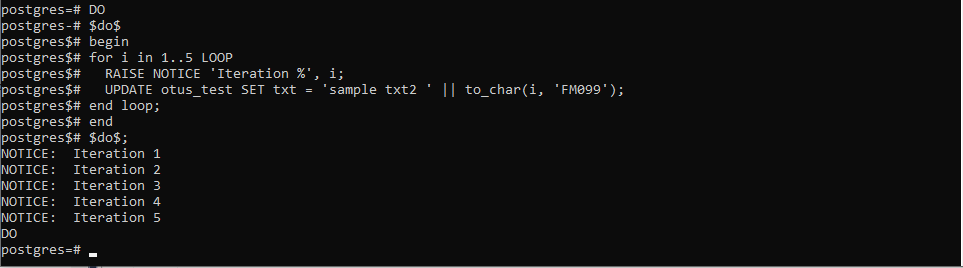 postgres=# DO
postgres-# $do$
postgres$# begin
postgres$# for i in 1..5 LOOP
postgres$#   RAISE NOTICE 'Iteration %', i;
postgres$#   UPDATE otus_test SET txt = 'sample txt2 ' || to_char(i, 'FM099');
postgres$# end loop;
postgres$# end
postgres$# $do$;
NOTICE:  Iteration 1
NOTICE:  Iteration 2
NOTICE:  Iteration 3
NOTICE:  Iteration 4
NOTICE:  Iteration 5
DO
postgres=#